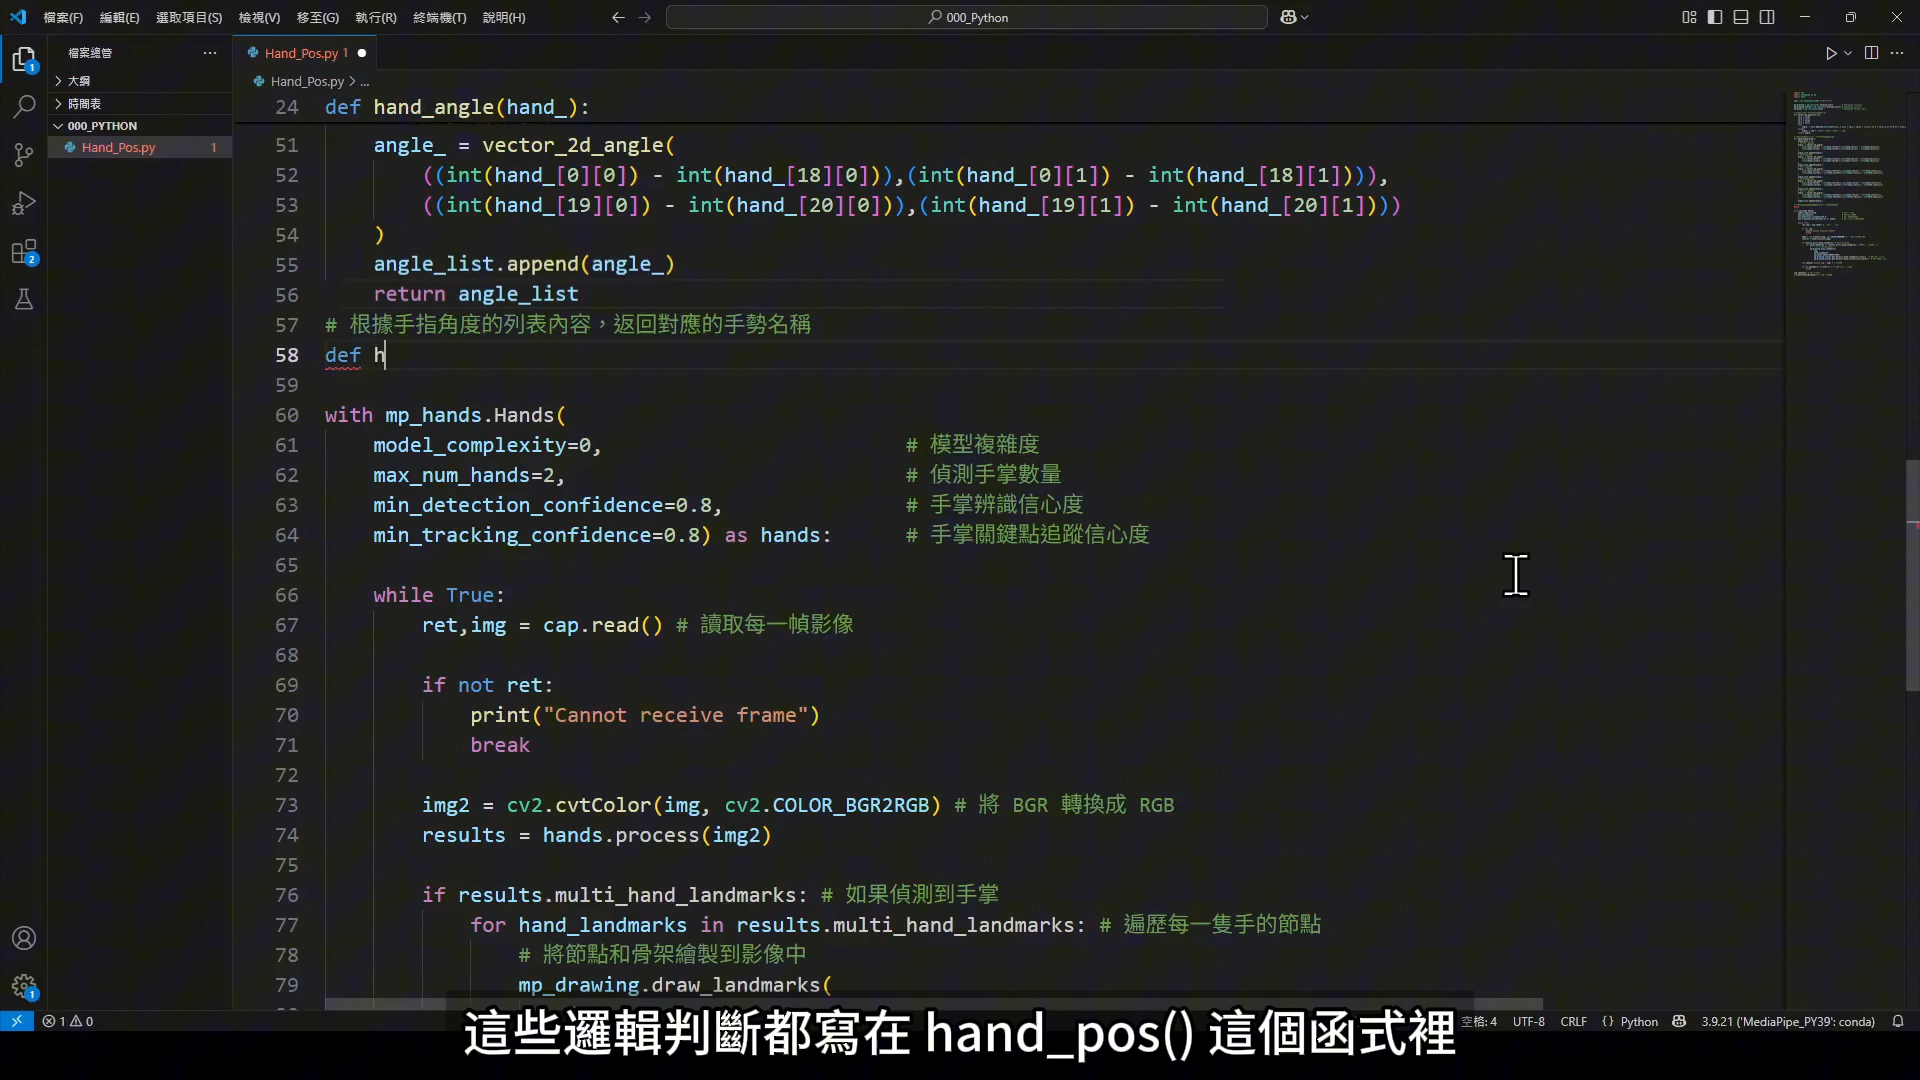 檔案(F) 編輯(E) 選取項目(S) 檢視(V) 移至(G) 執行(R) 終端機(T) 說明(H) 000_Python
檔案總管
大綱
時間表
000_PYTHON
Hand_Pos.py 1
Hand_Pos.py 1
Hand_Pos.py > ...
24 def hand_angle(hand_):
51 angle_ = vector_2d_angle(
52 ((int(hand_[0][0]) - int(hand_[18][0])),(int(hand_[0][1]) - int(hand_[18][1]))),
53 ((int(hand_[19][0]) - int(hand_[20][0])),(int(hand_[19][1]) - int(hand_[20][1])))
54 )
55 angle_list.append(angle_)
56 return angle_list
57 # 根據手指角度的列表內容，返回對應的手勢名稱
58 def h
59
60 with mp_hands.Hands(
61 model_complexity=0, # 模型複雜度
62 max_num_hands=2, # 偵測手掌數量
63 min_detection_confidence=0.8, # 手掌辨識信心度
64 min_tracking_confidence=0.8) as hands: # 手掌關鍵點追蹤信心度
65
66 while True:
67 ret,img = cap.read() # 讀取每一幀影像
68
69 if not ret:
70 print("Cannot receive frame")
71 break
72
73 img2 = cv2.cvtColor(img, cv2.COLOR_BGR2RGB) # 將 BGR 轉換成 RGB
74 results = hands.process(img2)
75
76 if results.multi_hand_landmarks: # 如果偵測到手掌
77 for hand_landmarks in results.multi_hand_landmarks: # 遍歷每一隻手的節點
78 # 將節點和骨架繪製到影像中
79 mp_drawing.draw_landmarks(
1 0 空格: 4 UTF-8 CRLF {} Python 3.9.21 ('MediaPipe_PY39': conda)
這些邏輯判斷都寫在 hand_pos() 這個函式裡